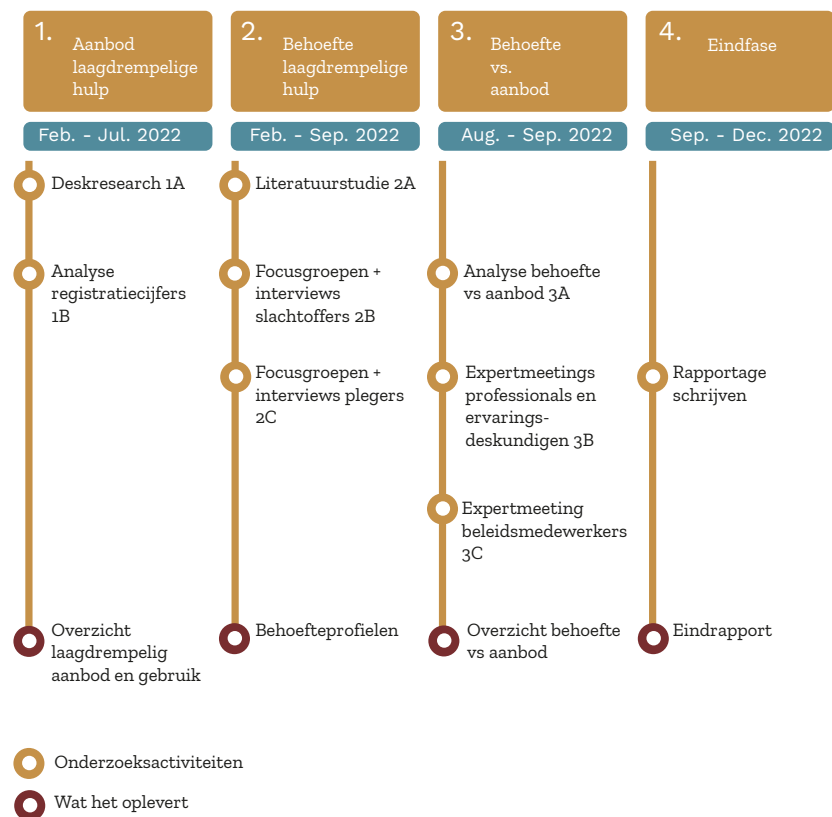 1.
Aanbod
laagdrempelige
hulp
Feb. - Jul. 2022
Deskresearch 1A
Analyse
registratiecijfers
1B
Overzicht
laagdrempelig
aanbod en gebruik
2.
Behoefte
laagdrempelige
hulp
Feb. - Sep. 2022
Literatuurstudie 2A
Focusgroepen +
interviews
slachtoffers 2B
Focusgroepen +
interviews plegers
2C
Behoefteprofielen
3.
Behoefte
vs.
aanbod
Aug. - Sep. 2022
Analyse behoefte
vs aanbod 3A
Expertmeetings
professionals en
ervarings-
deskundigen 3B
Expertmeeting
beleidsmedewerkers
3C
Overzicht behoefte
vs aanbod
4.
Eindfase
Sep. - Dec. 2022
Rapportage
schrijven
Eindrapport
Onderzoeksactiviteiten
Wat het oplevert